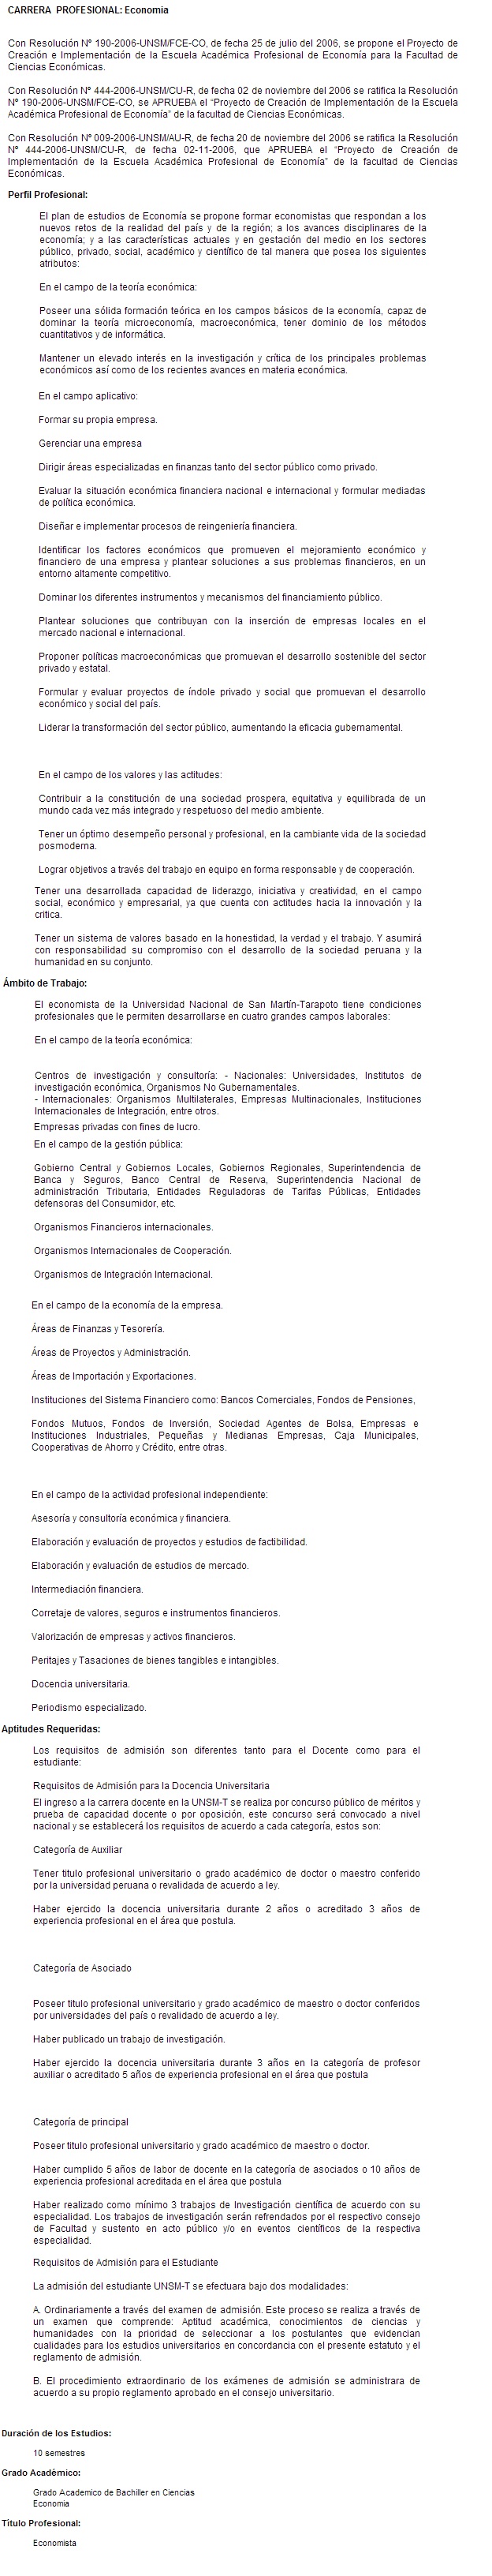 CARRERA PROFESIONAL: Economia
Con Resolución Nº 190-2006-UNSM/FCE-CO, de fecha 25 de julio del 2006, se propone el Proyecto de
Creación e Implementación de la Escuela Académica Profesional de Economía para la Facultad de
Ciencias Económicas.
Con Resolución Nº 444-2006-UNSM/CU-R, de fecha 02 de noviembre del 2006 se ratifica la Resolución
Nº 190-2006-UNSM/FCE-CO, se APRUEBA el “Proyecto de Creación de Implementación de la Escuela
Académica Profesional de Economía” de la facultad de Ciencias Económicas.
Con Resolución Nº 009-2006-UNSM/AU-R, de fecha 20 de noviembre del 2006 se ratifica la Resolución
Nº 444-2006-UNSM/CU-R, de fecha 02-11-2006, que APRUEBA el “Proyecto de Creación de
Implementación de la Escuela Académica Profesional de Economía” de la facultad de Ciencias
Económicas.
Perfil Profesional:
El plan de estudios de Economía se propone formar economistas que respondan a los
nuevos retos de la realidad del país y de la región; a los avances disciplinares de la
economía; y a las características actuales y en gestación del medio en los sectores
público, privado, social, académico y científico de tal manera que posea los siguientes
atributos:
En el campo de la teoría económica:
Poseer una sólida formación teórica en los campos básicos de la economía, capaz de
dominar la teoría microeconomía, macroeconómica, tener dominio de los métodos
cuantitativos y de informática.
Mantener un elevado interés en la investigación y crítica de los principales problemas
económicos así como de los recientes avances en materia económica.
En el campo aplicativo:
Formar su propia empresa.
Gerenciar una empresa
Dirigir áreas especializadas en finanzas tanto del sector público como privado.
Evaluar la situación económica financiera nacional e internacional y formular mediadas
de política económica.
Diseñar e implementar procesos de reingeniería financiera.
Identificar los factores económicos que promueven el mejoramiento económico y
financiero de una empresa y plantear soluciones a sus problemas financieros, en un
entorno altamente competitivo.
Dominar los diferentes instrumentos y mecanismos del financiamiento público.
Plantear soluciones que contribuyan con la inserción de empresas locales en el
mercado nacional e internacional.
Proponer políticas macroeconómicas que promuevan el desarrollo sostenible del sector
privado y estatal.
Formular y evaluar proyectos de índole privado y social que promuevan el desarrollo
económico y social del país.
Liderar la transformación del sector público, aumentando la eficacia gubernamental.
En el campo de los valores y las actitudes:
Contribuir a la constitución de una sociedad prospera, equitativa y equilibrada de un
mundo cada vez más integrado y respetuoso del medio ambiente.
Tener un óptimo desempeño personal y profesional, en la cambiante vida de la sociedad
posmoderna.
Lograr objetivos a través del trabajo en equipo en forma responsable y de cooperación.
Tener una desarrollada capacidad de liderazgo, iniciativa y creatividad, en el campo
social, económico y empresarial, ya que cuenta con actitudes hacia la innovación y la
critica.
Tener un sistema de valores basado en la honestidad, la verdad y el trabajo. Y asumirá
con responsabilidad su compromiso con el desarrollo de la sociedad peruana y la
humanidad en su conjunto.
Ámbito de Trabajo:
El economista de la Universidad Nacional de San Martín-Tarapoto tiene condiciones
profesionales que le permiten desarrollarse en cuatro grandes campos laborales:
En el campo de la teoría económica:
Centros de investigación y consultoría: - Nacionales: Universidades, Institutos de
investigación económica, Organismos No Gubernamentales.
- Internacionales: Organismos Multilaterales, Empresas Multinacionales, Instituciones
Internacionales de Integración, entre otros.
Empresas privadas con fines de lucro.
En el campo de la gestión pública:
Gobierno Central y Gobiernos Locales, Gobiernos Regionales, Superintendencia de
Banca y Seguros, Banco Central de Reserva, Superintendencia Nacional de
administración Tributaria, Entidades Reguladoras de Tarifas Públicas, Entidades
defensoras del Consumidor, etc.
Organismos Financieros internacionales.
Organismos Internacionales de Cooperación.
Organismos de Integración Internacional.
En el campo de la economía de la empresa.
Áreas de Finanzas y Tesorería.
Áreas de Proyectos y Administración.
Áreas de Importación y Exportaciones.
Instituciones del Sistema Financiero como: Bancos Comerciales, Fondos de Pensiones,
Fondos Mutuos, Fondos de Inversión, Sociedad Agentes de Bolsa, Empresas e
Instituciones Industriales, Pequeñas y Medianas Empresas, Caja Municipales,
Cooperativas de Ahorro y Crédito, entre otras.
En el campo de la actividad profesional independiente:
Asesoría y consultoría económica y financiera.
Elaboración y evaluación de proyectos y estudios de factibilidad.
Elaboración y evaluación de estudios de mercado.
Intermediación financiera.
Corretaje de valores, seguros e instrumentos financieros.
Valorización de empresas y activos financieros.
Peritajes y Tasaciones de bienes tangibles e intangibles.
Docencia universitaria.
Periodismo especializado.
Aptitudes Requeridas:
Los requisitos de admisión son diferentes tanto para el Docente como para el
estudiante:
Requisitos de Admisión para la Docencia Universitaria
El ingreso a la carrera docente en la UNSM-T se realiza por concurso público de méritos y
prueba de capacidad docente o por oposición, este concurso será convocado a nivel
nacional y se establecerá los requisitos de acuerdo a cada categoría, estos son:
Categoría de Auxiliar
Tener titulo profesional universitario o grado académico de doctor o maestro conferido
por la universidad peruana o revalidada de acuerdo a ley.
Haber ejercido la docencia universitaria durante 2 años o acreditado 3 años de
experiencia profesional en el área que postula.
Categoría de Asociado
Poseer titulo profesional universitario y grado académico de maestro o doctor conferidos
por universidades del país o revalidado de acuerdo a ley.
Haber publicado un trabajo de investigación.
Haber ejercido la docencia universitaria durante 3 años en la categoría de profesor
auxiliar o acreditado 5 años de experiencia profesional en el área que postula
Categoría de principal
Poseer titulo profesional universitario y grado académico de maestro o doctor.
Haber cumplido 5 años de labor de docente en la categoría de asociados o 10 años de
experiencia profesional acreditada en el área que postula
Haber realizado como mínimo 3 trabajos de Investigación científica de acuerdo con su
especialidad. Los trabajos de investigación serán refrendados por el respectivo consejo
de Facultad y sustento en acto público y/o en eventos científicos de la respectiva
especialidad.
Requisitos de Admisión para el Estudiante
La admisión del estudiante UNSM-T se efectuara bajo dos modalidades:
A. Ordinariamente a través del examen de admisión. Este proceso se realiza a través de
un examen que comprende: Aptitud académica, conocimientos de ciencias y
humanidades con la prioridad de seleccionar a los postulantes que evidencian
cualidades para los estudios universitarios en concordancia con el presente estatuto y el
reglamento de admisión.
B. El procedimiento extraordinario de los exámenes de admisión se administrara de
acuerdo a su propio reglamento aprobado en el consejo universitario.
Duración de los Estudios:
10 semestres
Grado Académico:
Grado Academico de Bachiller en Ciencias
Economia
Título Profesional:
Economista